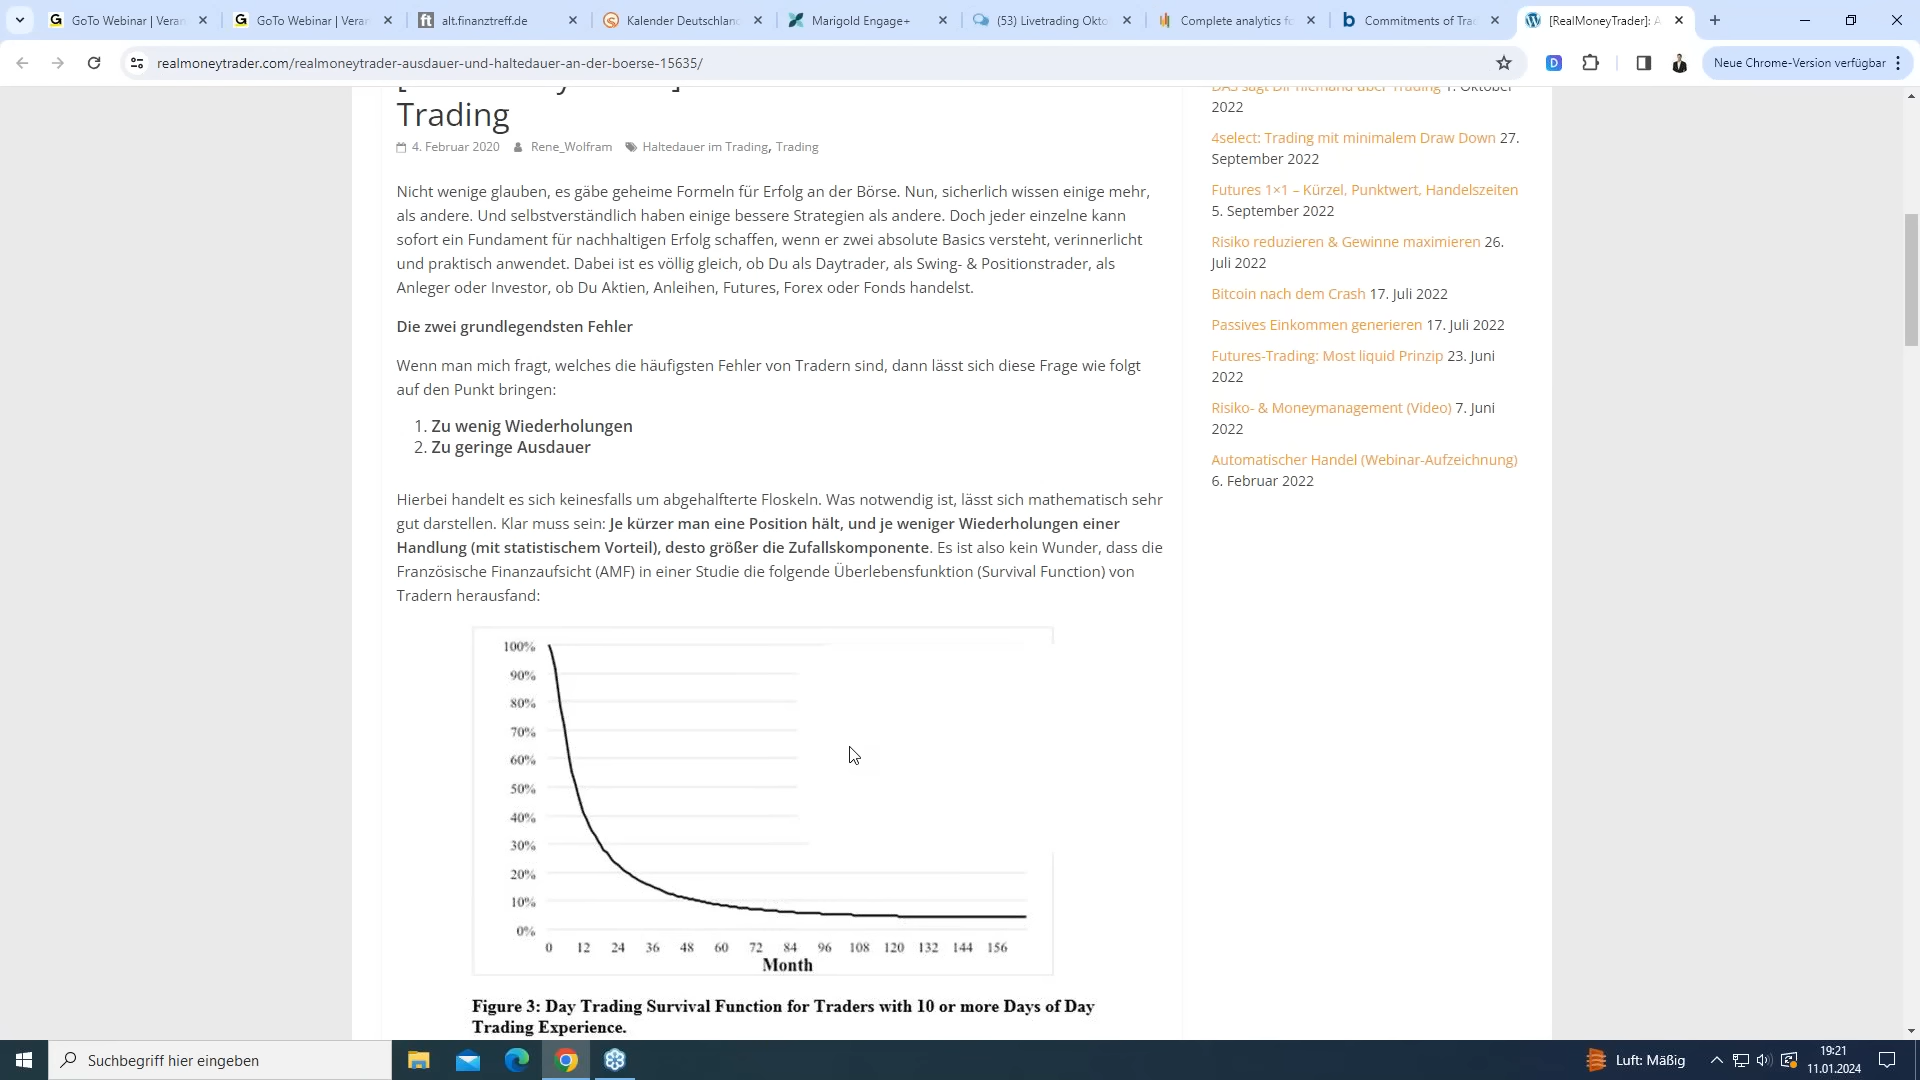 GoTo Webinar | Veran
GoTo Webinar | Veran
alt.finanztreff.de
Kalender Deutschland
Marigold Engage+
(53) Livetrading Okto
Complete analytics fo
Commitments of Trad
[RealMoneyTrader]: A
realmoneytrader.com/realmoneytrader-ausdauer-und-haltedauer-an-der-boerse-15635/
Neue Chrome-Version verfügbar
Trading
4. Februar 2020 Rene_Wolfram Haltedauer im Trading, Trading
Nicht wenige glauben, es gäbe geheime Formeln für Erfolg an der Börse. Nun, sicherlich wissen einige mehr,
als andere. Und selbstverständlich haben einige bessere Strategien als andere. Doch jeder einzelne kann
sofort ein Fundament für nachhaltigen Erfolg schaffen, wenn er zwei absolute Basics versteht, verinnerlicht
und praktisch anwendet. Dabei ist es völlig gleich, ob Du als Daytrader, als Swing- & Positionstrader, als
Anleger oder Investor, ob Du Aktien, Anleihen, Futures, Forex oder Fonds handelst.
Die zwei grundlegendsten Fehler
Wenn man mich fragt, welches die häufigsten Fehler von Tradern sind, dann lässt sich diese Frage wie folgt
auf den Punkt bringen:
1. Zu wenig Wiederholungen
2. Zu geringe Ausdauer
Hierbei handelt es sich keinesfalls um abgehalfterte Floskeln. Was notwendig ist, lässt sich mathematisch sehr
gut darstellen. Klar muss sein: Je kürzer man eine Position hält, und je weniger Wiederholungen einer
Handlung (mit statistischem Vorteil), desto größer die Zufallskomponente. Es ist also kein Wunder, dass die
Französische Finanzaufsicht (AMF) in einer Studie die folgende Überlebensfunktion (Survival Function) von
Tradern herausfand:
100%
90%
80%
70%
60%
50%
40%
30%
20%
10%
0%
0 12 24 36 48 60 72 84 96 108 120 132 144 156
Month
Figure 3: Day Trading Survival Function for Traders with 10 or more Days of Day
Trading Experience.
DAS sagt Dir niemand über Trading 1. Oktober
2022
4select: Trading mit minimalem Draw Down 27.
September 2022
Futures 1×1 – Kürzel, Punktwert, Handelszeiten
5. September 2022
Risiko reduzieren & Gewinne maximieren 26.
Juli 2022
Bitcoin nach dem Crash 17. Juli 2022
Passives Einkommen generieren 17. Juli 2022
Futures-Trading: Most liquid Prinzip 23. Juni
2022
Risiko- & Moneymanagement (Video) 7. Juni
2022
Automatischer Handel (Webinar-Aufzeichnung)
6. Februar 2022
Suchbegriff hier eingeben
Luft: Mäßig
19:21
11.01.2024